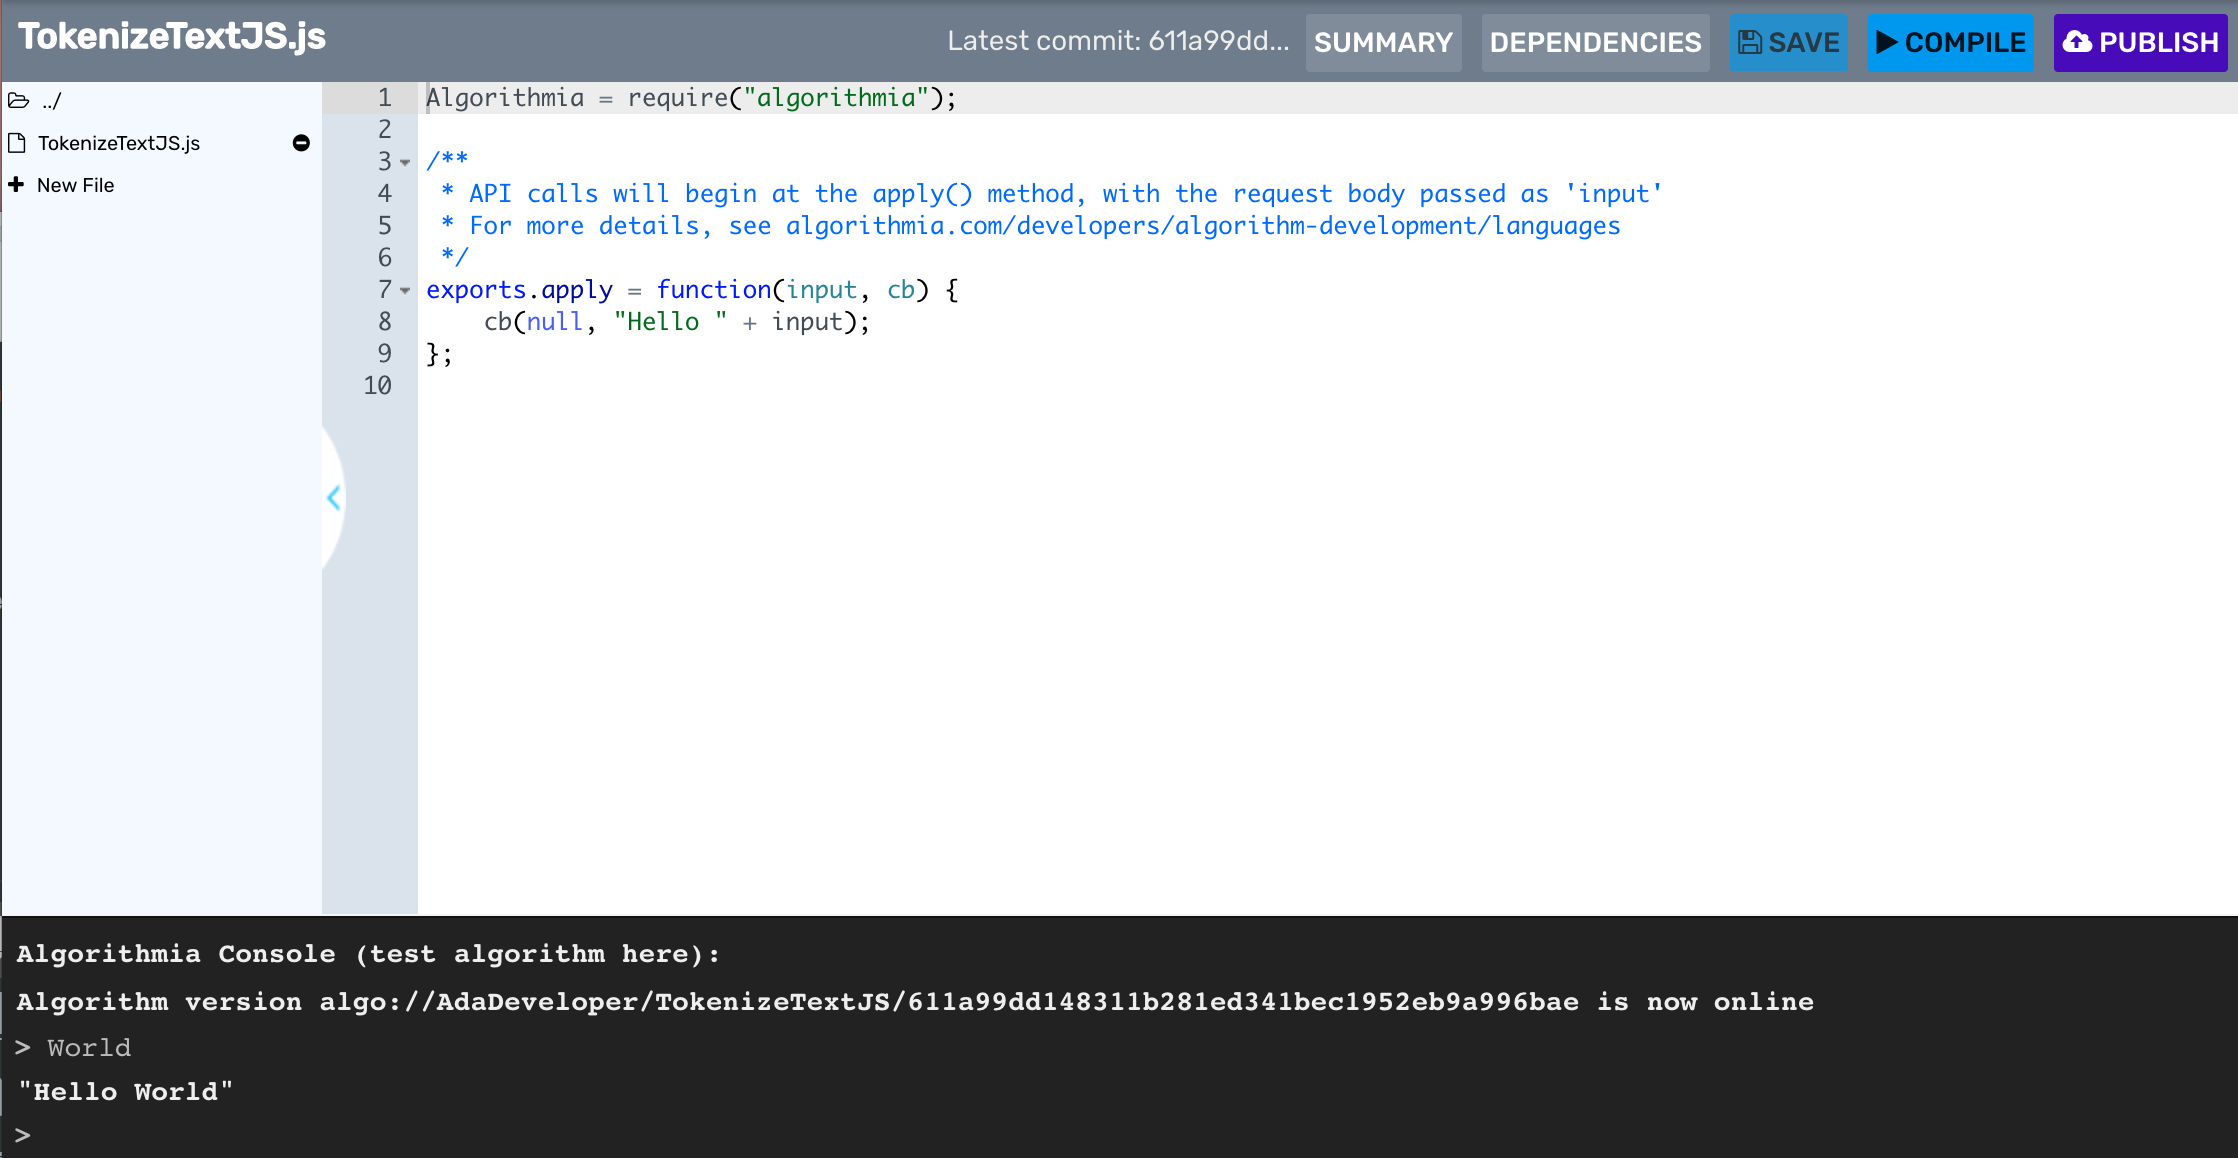 TokenizeTextJS.js
Latest commit: 611a99dd... SUMMARY DEPENDENCIES SAVE COMPILE PUBLISH
../
TokenizeTextJS.js
New File
1 Algorithmia = require("algorithmia");
2
3 /**
4  * API calls will begin at the apply() method, with the request body passed as 'input'
5  * For more details, see algorithmia.com/developers/algorithm-development/languages
6  */
7 exports.apply = function(input, cb) {
8     cb(null, "Hello " + input);
9 };
10
Algorithmia Console (test algorithm here):
Algorithm version algo://AdaDeveloper/TokenizeTextJS/611a99dd148311b281ed341bec1952eb9a996bae is now online
> World
"Hello World"
>